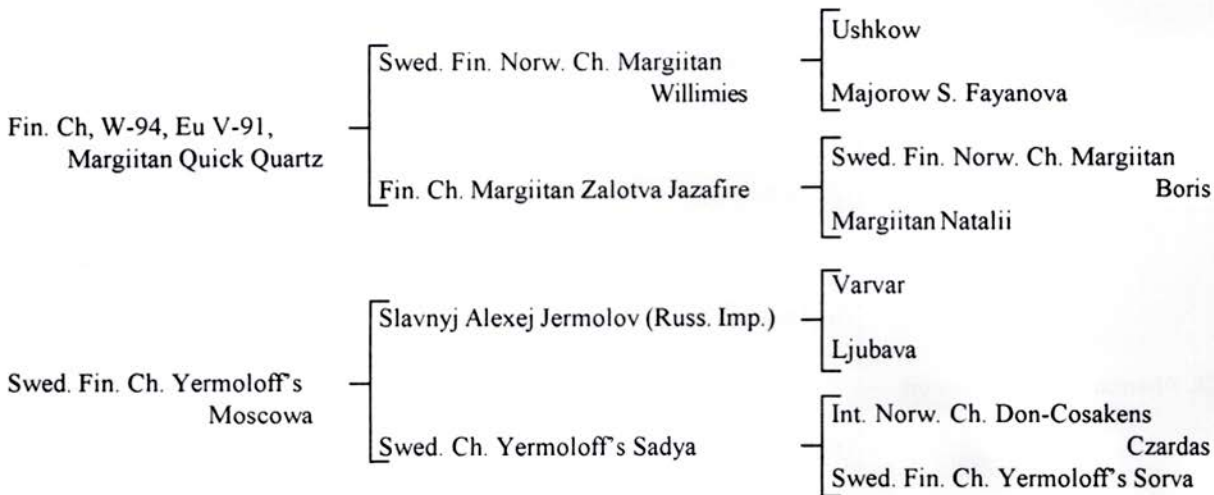 Fin. Ch, W-94, Eu V-91,
Margiitan Quick Quartz
Swed. Fin. Norw. Ch. Margiitan
Willimies
Ushkow
Majorow S. Fayanova
Fin. Ch. Margiitan Zalotva Jazafire
Swed. Fin. Norw. Ch. Margiitan
Boris
Margiitan Natalii
Swed. Fin. Ch. Yermoloff's
Moscowa
Slavnyj Alexej Jermolov (Russ. Imp.)
Varvar
Ljubava
Swed. Ch. Yermoloff's Sadya
Int. Norw. Ch. Don-Cosakens
Czardas
Swed. Fin. Ch. Yermoloff's Sorva